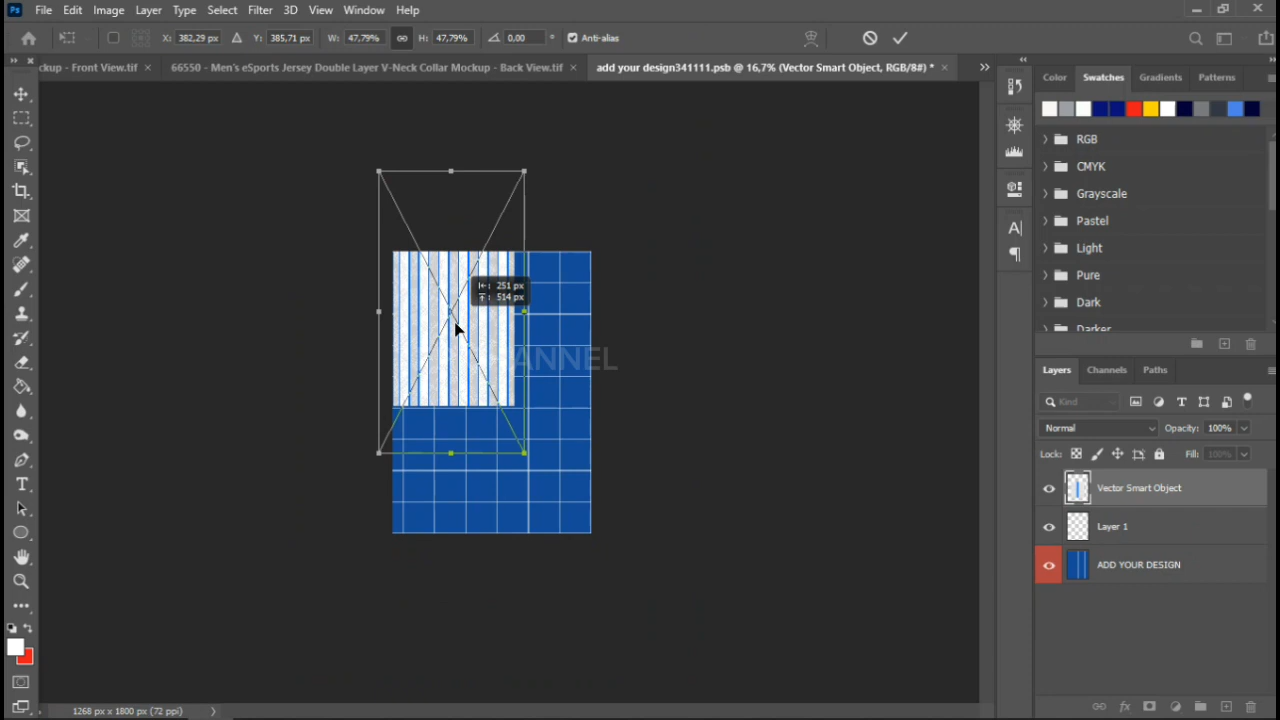 Ps File Edit Image Layer Type Select Filter 3D View Window Help
X: 382,29 px Y: 385,71 px W: 47,79% H: 47,79% 0,00 ° Anti-alias
ckup - Front View.tif × 66550 - Men's eSports Jersey Double Layer V-Neck Collar Mockup - Back View.tif × add your design341111.psb @ 16,7% (Vector Smart Object, RGB/8#) * ×
Color Swatches Gradients Patterns
RGB
CMYK
Grayscale
Pastel
Light
Pure
Dark
Darker
251 px
514 px
ANNEL
Layers Channels Paths
Kind
Normal Opacity: 100%
Lock: Fill: 100%
Vector Smart Object
Layer 1
ADD YOUR DESIGN
1268 px x 1800 px (72 ppi)